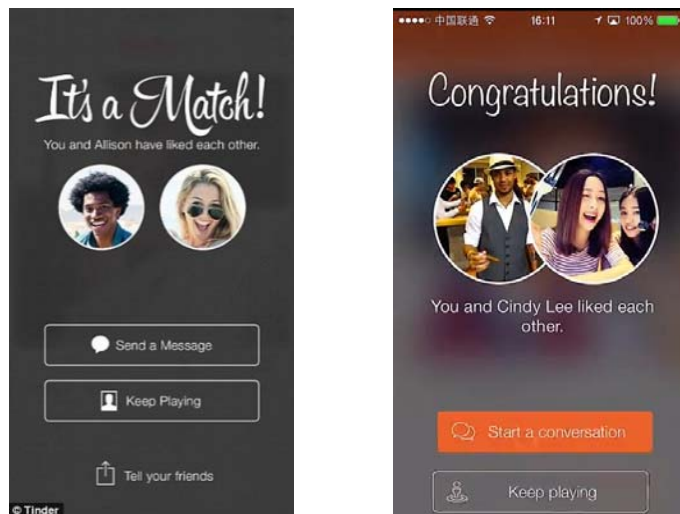 It's a Match!
You and Allison have liked each other.
Send a Message
Keep Playing
Tell your friends
© Tinder
中国联通 16:11 100%
Congratulations!
You and Cindy Lee liked each
other.
Start a conversation
Keep playing